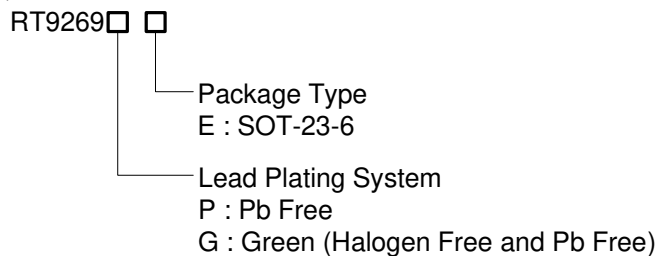 RT9269□ □
Package Type
E : SOT-23-6
Lead Plating System
P : Pb Free
G : Green (Halogen Free and Pb Free)